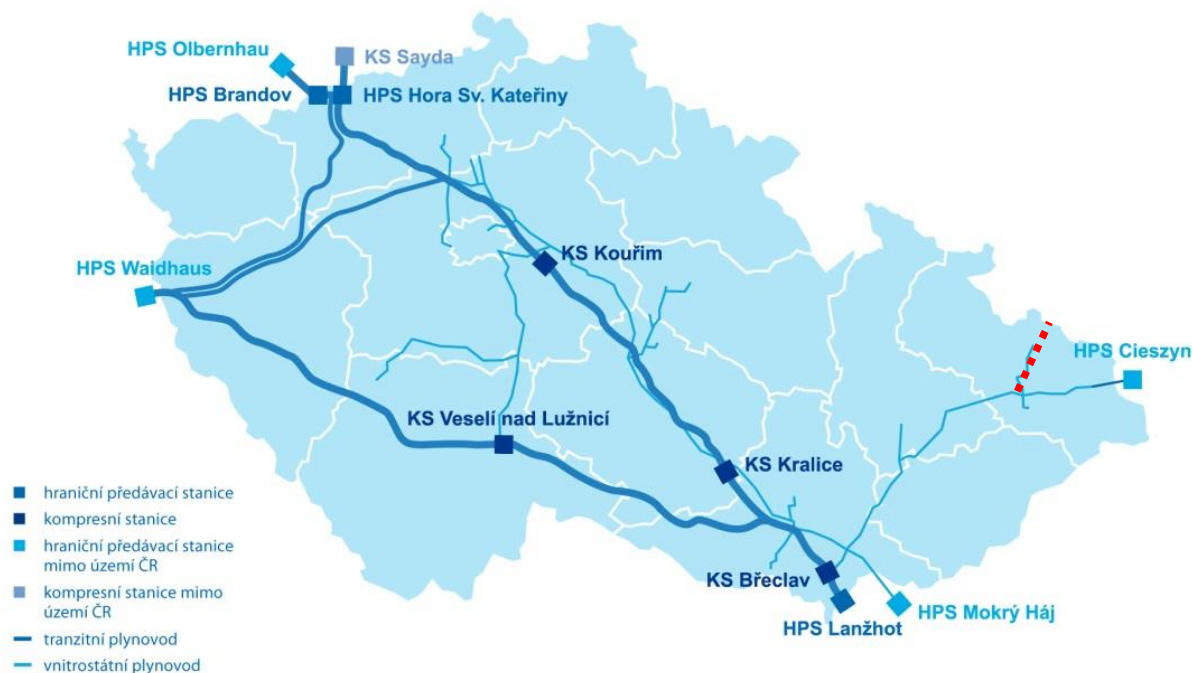 HPS Olbernhau
KS Sayda
HPS Brandov
HPS Hora Sv. Kateřiny
KS Kouřim
HPS Waidhaus
HPS Cieszyn
KS Veselí nad Lužnicí
KS Kralice
KS Břeclav
HPS Mokrý Háj
HPS Lanžhot
hraniční předávací stanice
kompresní stanice
hraniční předávací stanice
mimo území ČR
kompresní stanice mimo
území ČR
tranzitní plynovod
vnitrostátní plynovod